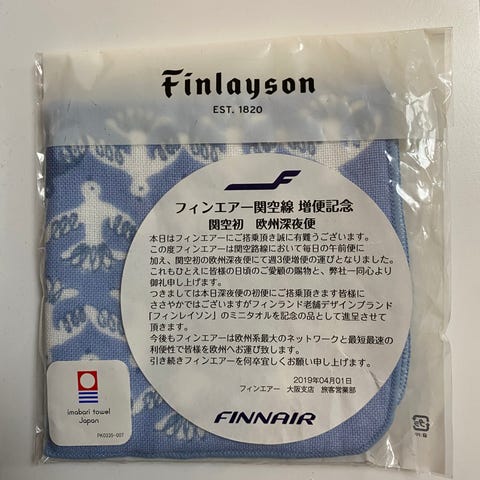 Finlayson
EST. 1820
フィンエアー関空線 増便記念
関空初 欧州深夜便
本日はフィンエアーにご搭乗頂き誠に有難うございます。
この度フィンエアーは関空路線において毎日の午前便に
加え、関空初の欧州深夜便にて週3便増便の運びとなりました。
これもひとえに皆様の日頃のご愛顧の賜物と、弊社一同心より
御礼申し上げます。
つきましては本日深夜便の初便にご搭乗頂きます皆様に
ささやかではございますがフィンランド老舗デザインブランド
「フィンレイソン」のミニタオルを記念の品として進呈させて
頂きます。
今後もフィンエアーは欧州系最大のネットワークと最短最速の
利便性で皆様を欧州へお運び致します。
引き続きフィンエアーを何卒宜しくお願い申し上げます。
2019年04月01日
フィンエアー 大阪支店 旅客営業部
FINNAIR
imabari towel
Japan
PK0335-007